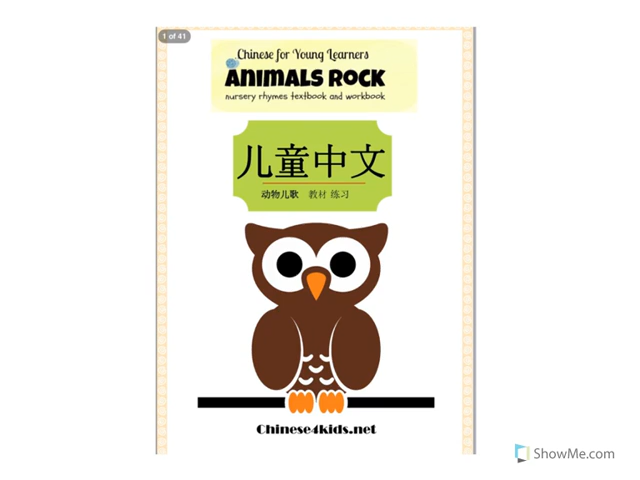 1 of 41
Chinese for Young Learners
ANIMALS ROCK
nursery rhymes textbook and workbook
儿童中文
动物儿歌 教材 练习
Chinese4kids.net
ShowMe.com